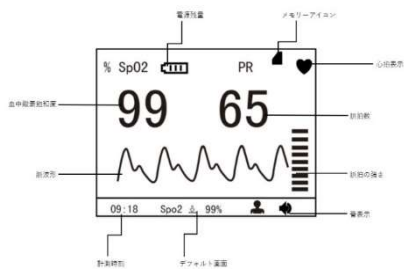 電源残量
メモリーアイコン
% SpO2
PR
心拍表示
血中酸素飽和度
99
65
脈拍数
脈波形
脈拍の強さ
09:18
Spo2
99%
音表示
計測時刻
デフォルト画面